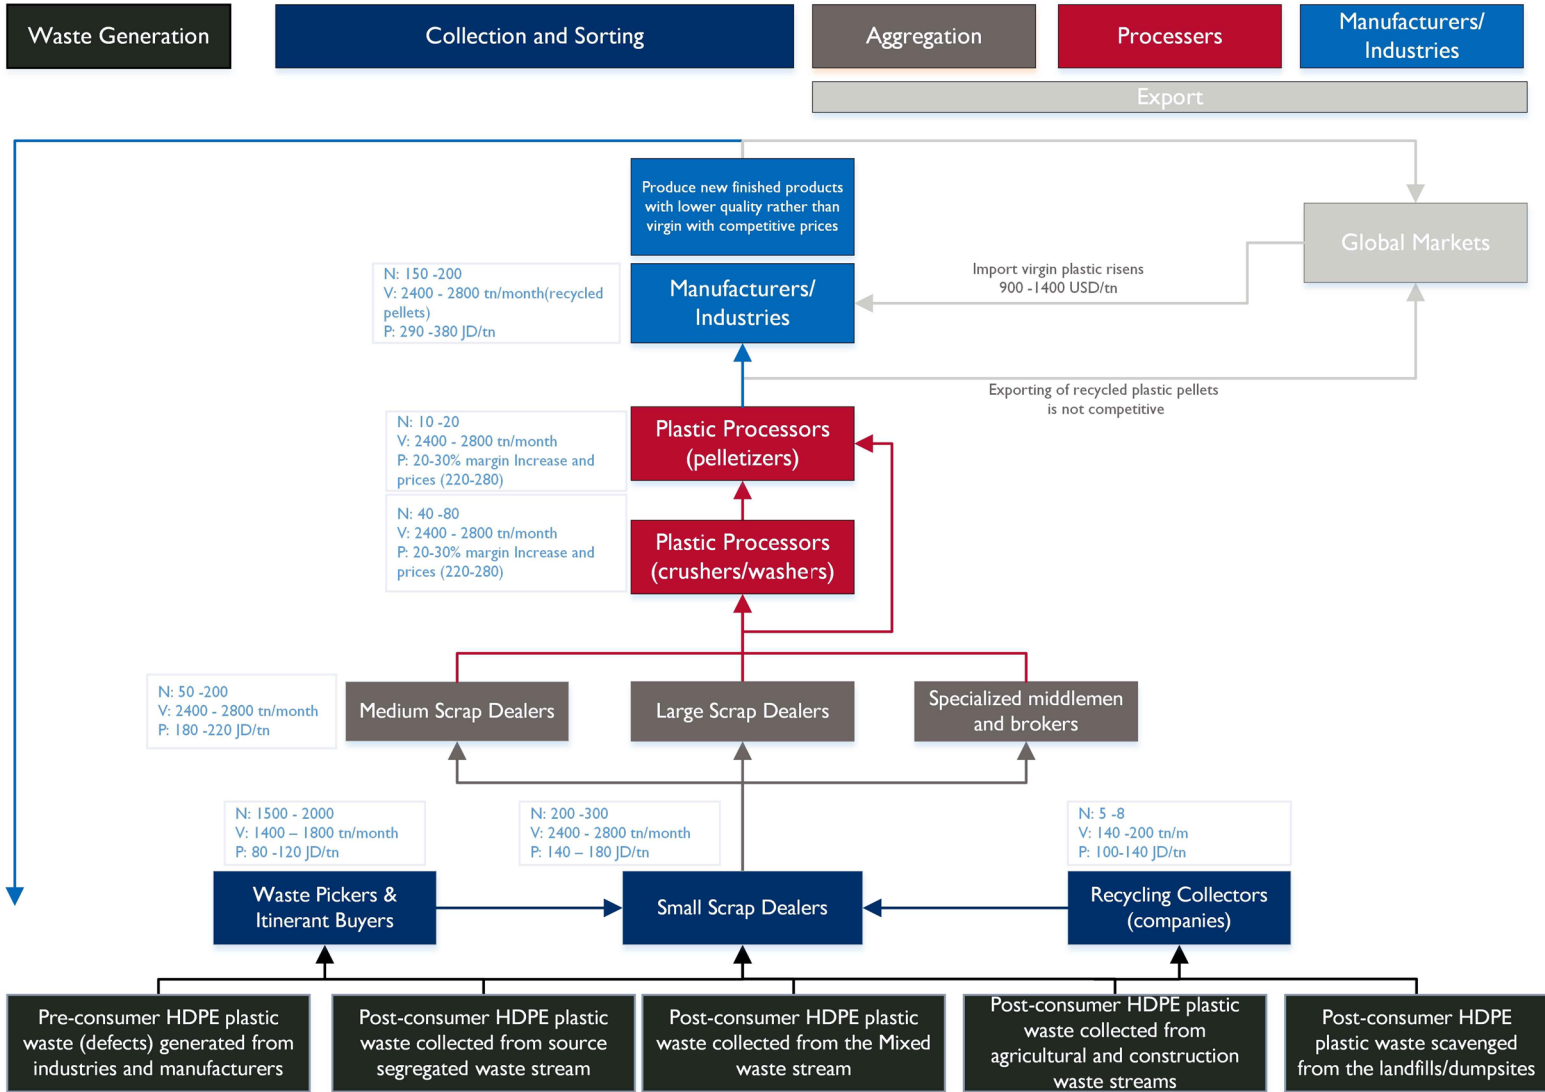 Waste Generation
Collection and Sorting
Aggregation
Processers
Manufacturers/
Industries
Export
Produce new finished products
with lower quality rather than
virgin with competitive prices
Global Markets
N: 150 -200
V: 2400 - 2800 tn/month(recycled
pellets)
P: 290 -380 JD/tn
Manufacturers/
Industries
Import virgin plastic risens
900 -1400 USD/tn
Exporting of recycled plastic pellets
is not competitive
N: 10 -20
V: 2400 - 2800 tn/month
P: 20-30% margin Increase and
prices (220-280)
Plastic Processors
(pelletizers)
N: 40 -80
V: 2400 - 2800 tn/month
P: 20-30% margin Increase and
prices (220-280)
Plastic Processors
(crushers/washers)
N: 50 -200
V: 2400 - 2800 tn/month
P: 180 -220 JD/tn
Medium Scrap Dealers
Large Scrap Dealers
Specialized middlemen
and brokers
N: 1500 - 2000
V: 1400 – 1800 tn/month
P: 80 -120 JD/tn
N: 200 -300
V: 2400 - 2800 tn/month
P: 140 – 180 JD/tn
N: 5 -8
V: 140 -200 tn/m
P: 100-140 JD/tn
Waste Pickers &
Itinerant Buyers
Small Scrap Dealers
Recycling Collectors
(companies)
Pre-consumer HDPE plastic
waste (defects) generated from
industries and manufacturers
Post-consumer HDPE plastic
waste collected from source
segregated waste stream
Post-consumer HDPE plastic
waste collected from the Mixed
waste stream
Post-consumer HDPE plastic
waste collected from
agricultural and construction
waste streams
Post-consumer HDPE
plastic waste scavenged
from the landfills/dumpsites